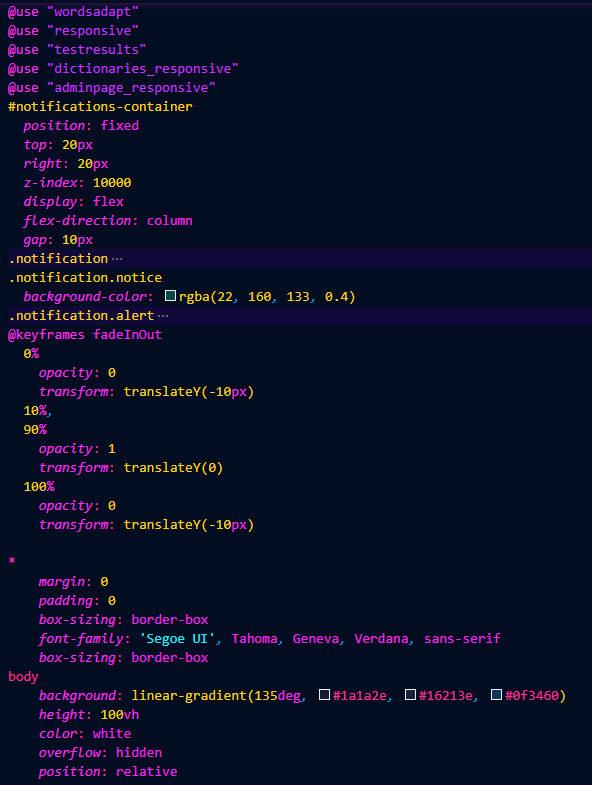 @use "wordsadapt"
@use "responsive"
@use "testresults"
@use "dictionaries_responsive"
@use "adminpage_responsive"
#notifications-container
  position: fixed
  top: 20px
  right: 20px
  z-index: 10000
  display: flex
  flex-direction: column
  gap: 10px
.notification ···
.notification.notice
  background-color: rgba(22, 160, 133, 0.4)
.notification.alert ···
@keyframes fadeInOut
  0%
    opacity: 0
    transform: translateY(-10px)
  10%,
  90%
    opacity: 1
    transform: translateY(0)
  100%
    opacity: 0
    transform: translateY(-10px)

*
    margin: 0
    padding: 0
    box-sizing: border-box
    font-family: 'Segoe UI', Tahoma, Geneva, Verdana, sans-serif
    box-sizing: border-box
body
    background: linear-gradient(135deg, #1a1a2e, #16213e, #0f3460)
    height: 100vh
    color: white
    overflow: hidden
    position: relative